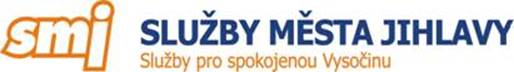 smj SLUŽBY MĚSTA JIHLAVY
Služby pro spokojenou Vysočinu